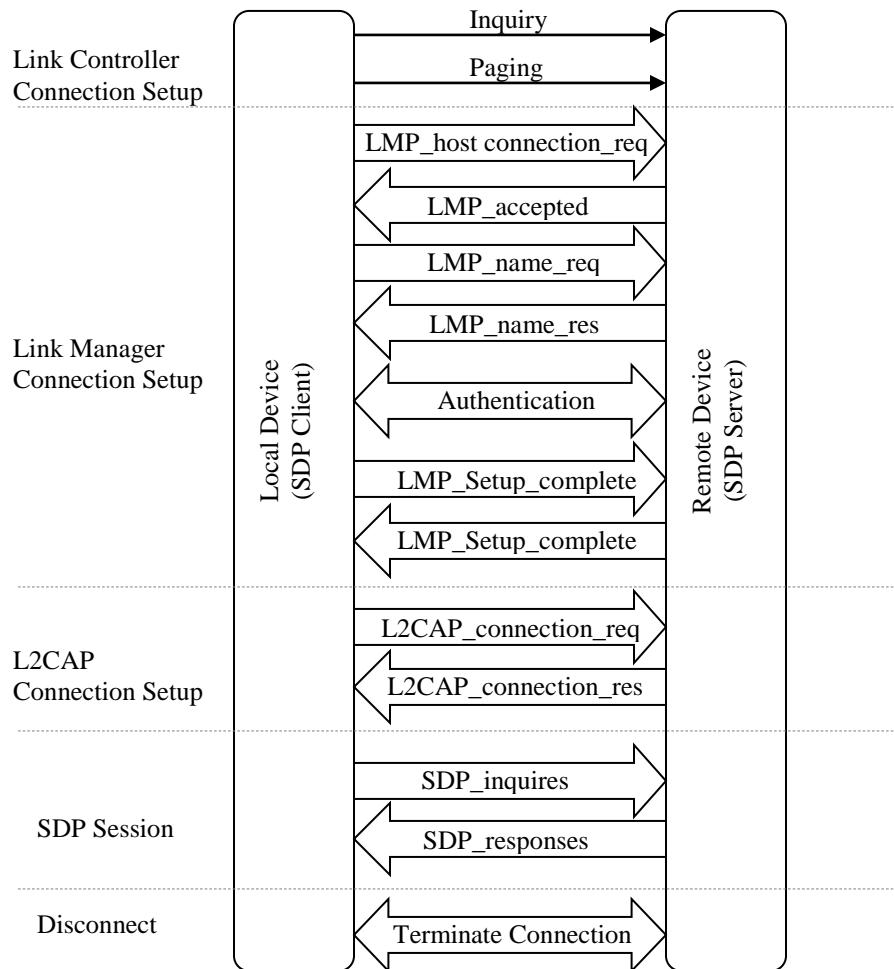 Inquiry
Link Controller
Connection Setup
Paging
LMP_host connection_req
LMP_accepted
LMP_name_req
LMP_name_res
Link Manager
Connection Setup
Local Device
(SDP Client)
Remote Device
(SDP Server)
Authentication
LMP_Setup_complete
LMP_Setup_complete
L2CAP
Connection Setup
L2CAP_connection_req
L2CAP_connection_res
SDP Session
SDP_inquires
SDP_responses
Disconnect
Terminate Connection